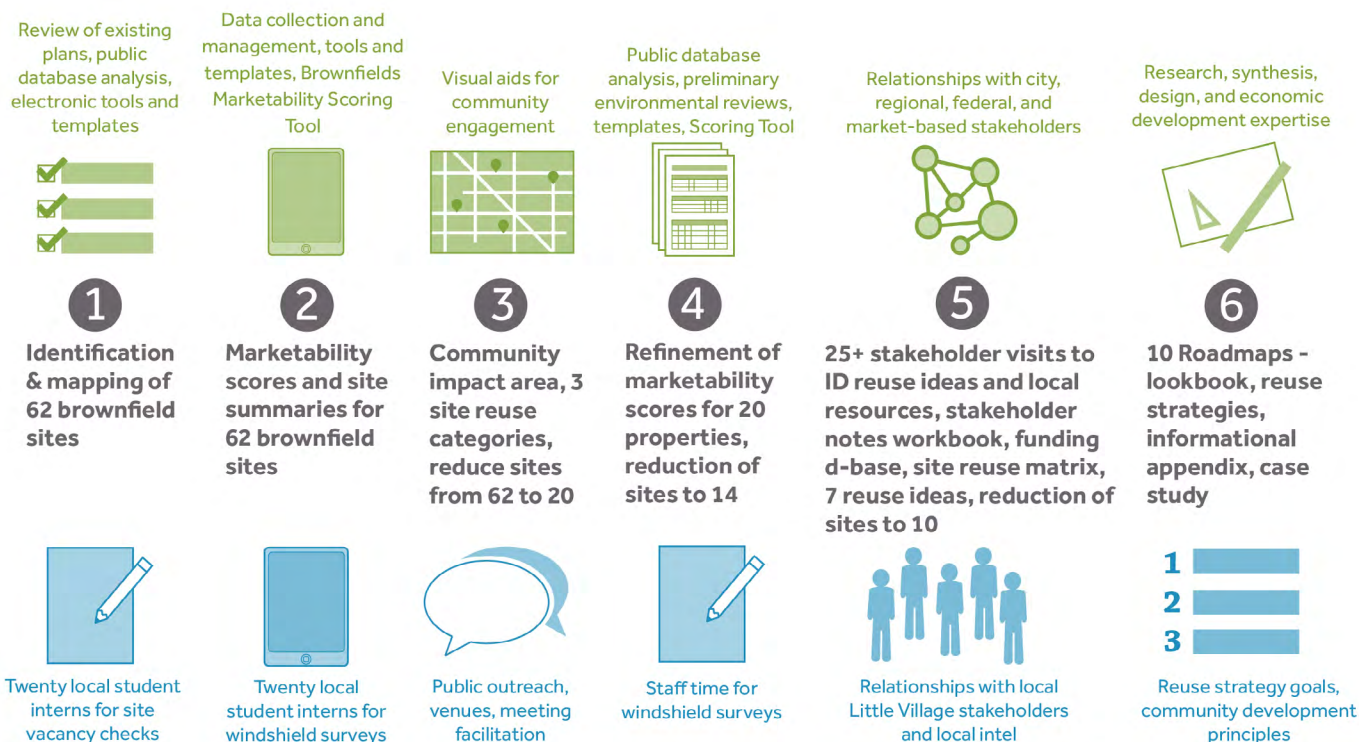 Review of existing
plans, public
database analysis,
electronic tools and
templates
Data collection and
management, tools and
templates, Brownfields
Marketability Scoring
Tool
Visual aids for
community
engagement
Public database
analysis, preliminary
environmental reviews,
templates, Scoring Tool
Relationships with city,
regional, federal, and
market-based stakeholders
Research, synthesis,
design, and economic
development expertise
1
Identification
& mapping of
62 brownfield
sites
2
Marketability
scores and site
summaries for
62 brownfield
sites
3
Community
impact area, 3
site reuse
categories,
reduce sites
from 62 to 20
4
Refinement of
marketability
scores for 20
properties,
reduction of
sites to 14
5
25+ stakeholder visits to
ID reuse ideas and local
resources, stakeholder
notes workbook, funding
d-base, site reuse matrix,
7 reuse ideas, reduction of
sites to 10
6
10 Roadmaps -
lookbook, reuse
strategies,
informational
appendix, case
study
1
2
3
Twenty local student
interns for site
vacancy checks
Twenty local
student interns for
windshield surveys
Public outreach,
venues, meeting
facilitation
Staff time for
windshield surveys
Relationships with local
Little Village stakeholders
and local intel
Reuse strategy goals,
community development
principles